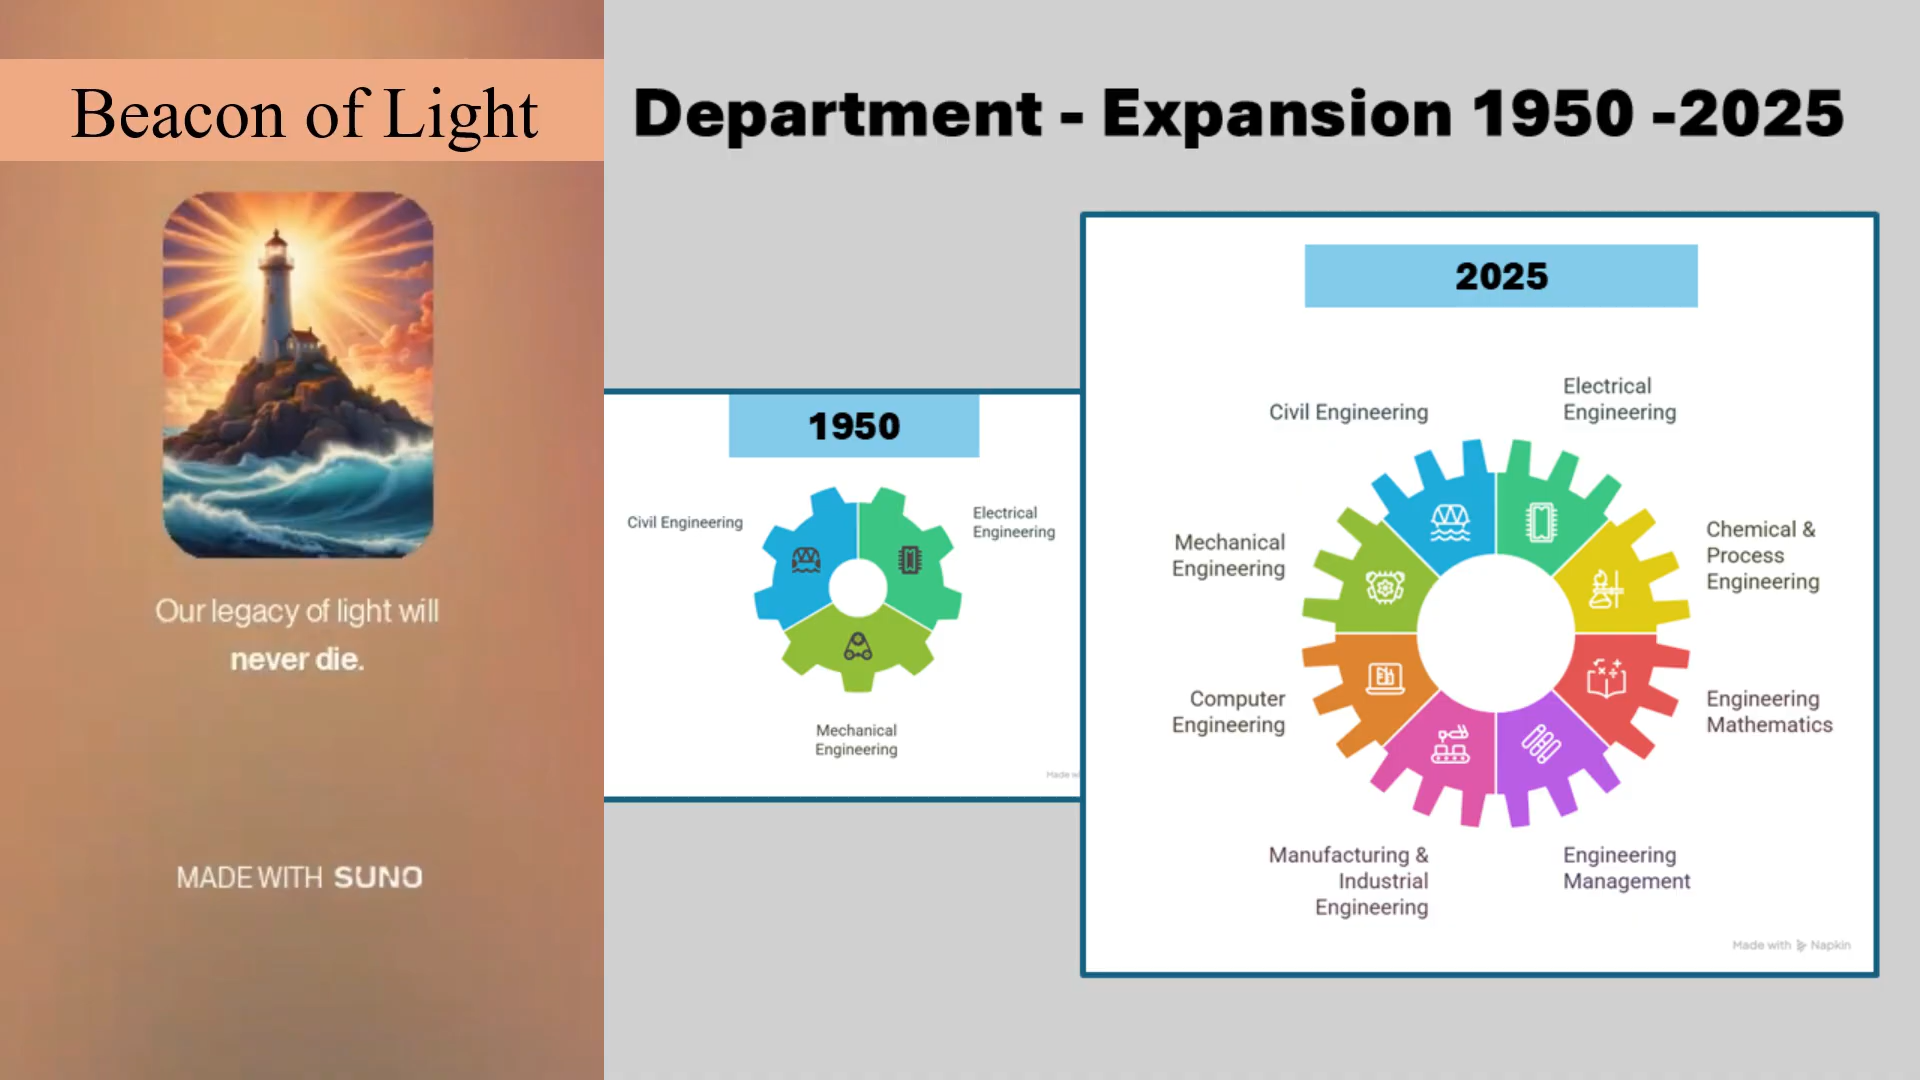 Beacon of Light
Our legacy of light will
never die.
MADE WITH SUNO
Department - Expansion 1950 -2025
1950
Civil Engineering
Electrical
Engineering
Mechanical
Engineering
Made w
2025
Civil Engineering
Electrical
Engineering
Mechanical
Engineering
Chemical &
Process
Engineering
Computer
Engineering
Engineering
Mathematics
Manufacturing &
Industrial
Engineering
Engineering
Management
Made with Napkin